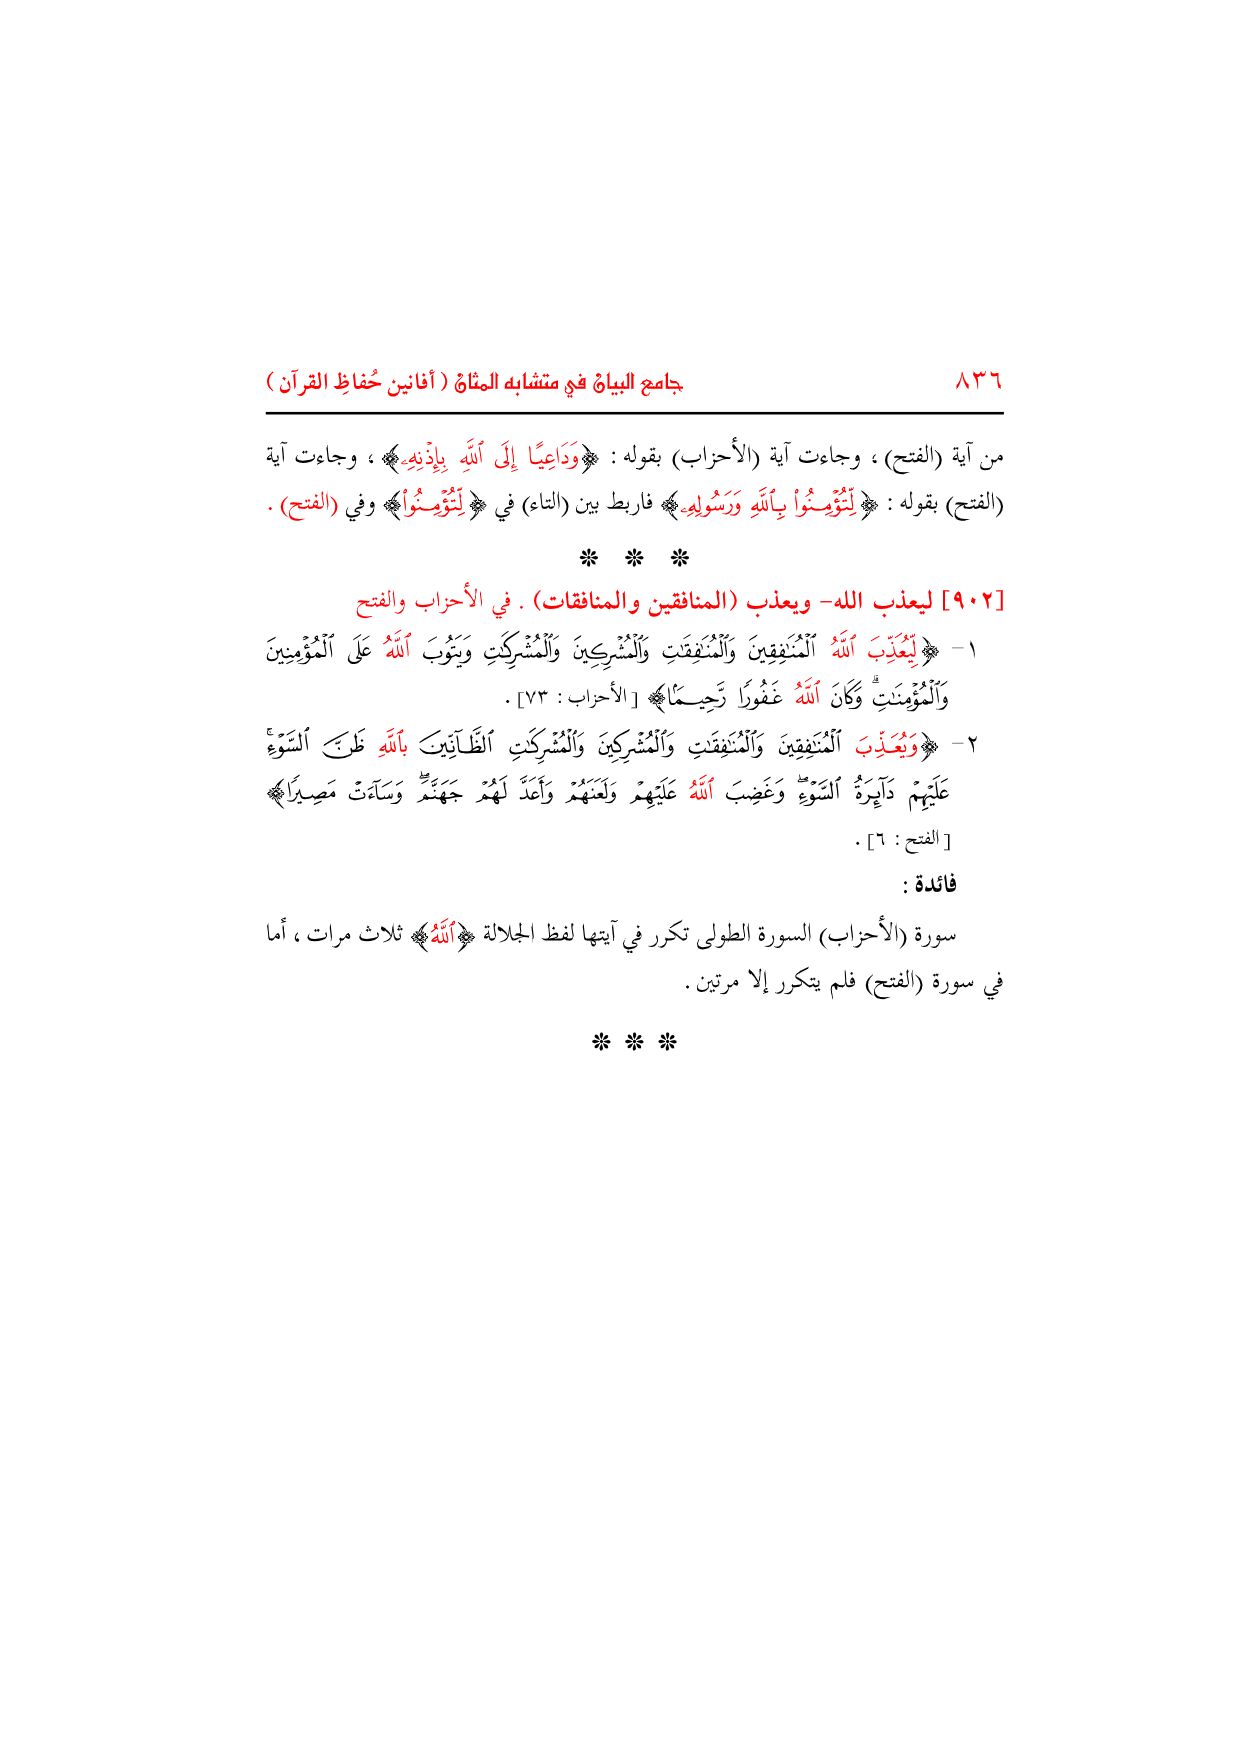 ٨٣٦ جامع البيان في متشابه المثان ( أفانين حُفاظِ القرآن )
من آية (الفتح) ، وجاءت آية (الأحزاب) بقوله : ﴿وَدَاعِيًا إِلَى ٱللَّهِ بِإِذْنِهِۦ﴾ ، وجاءت آية
(الفتح) بقوله : ﴿لِّتُؤْمِنُوا۟ بِٱللَّهِ وَرَسُولِهِۦ﴾ فاربط بين (التاء) في ﴿لِّتُؤْمِنُوا۟﴾ وفي (الفتح) .
❊ ❊ ❊
[٩٠٢] ليعذب الله- ويعذب (المنافقين والمنافقات) . في الأحزاب والفتح
١- ﴿لِّيُعَذِّبَ ٱللَّهُ ٱلْمُنَٰفِقِينَ وَٱلْمُنَٰفِقَٰتِ وَٱلْمُشْرِكِينَ وَٱلْمُشْرِكَٰتِ وَيَتُوبَ ٱللَّهُ عَلَى ٱلْمُؤْمِنِينَ
وَٱلْمُؤْمِنَٰتِ ۗ وَكَانَ ٱللَّهُ غَفُورًا رَّحِيمًۢا﴾ [الأحزاب : ٧٣] .
٢- ﴿وَيُعَذِّبَ ٱلْمُنَٰفِقِينَ وَٱلْمُنَٰفِقَٰتِ وَٱلْمُشْرِكِينَ وَٱلْمُشْرِكَٰتِ ٱلظَّآنِّينَ بِٱللَّهِ ظَنَّ ٱلسَّوْءِ ۚ
عَلَيْهِمْ دَآئِرَةُ ٱلسَّوْءِ ۖ وَغَضِبَ ٱللَّهُ عَلَيْهِمْ وَلَعَنَهُمْ وَأَعَدَّ لَهُمْ جَهَنَّمَ ۖ وَسَآءَتْ مَصِيرًا﴾
[الفتح : ٦] .
فائدة :
سورة (الأحزاب) السورة الطولى تكرر في آيتها لفظ الجلالة ﴿ٱللَّهُ﴾ ثلاث مرات ، أما
في سورة (الفتح) فلم يتكرر إلا مرتين .
❊ ❊ ❊